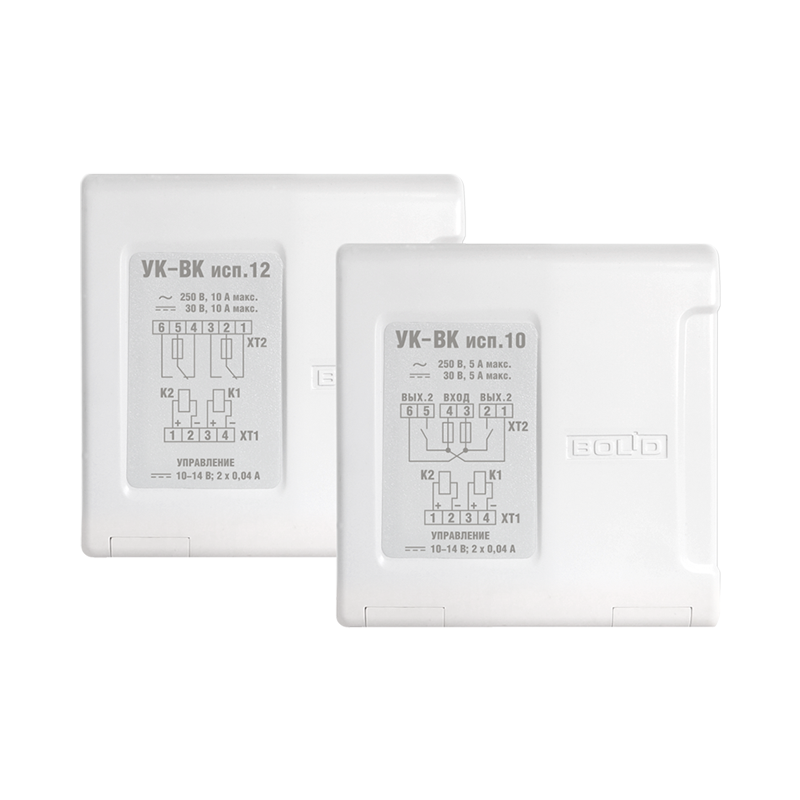 УК–ВК исп.12
~ 250 В, 10 А макс.
30 В, 10 А макс.
6 5 4 3 2 1
XT2
K2 K1
+ – + –
1 2 3 4 XT1
УПРАВЛЕНИЕ
10–14 В; 2 x 0,04 А
УК–ВК исп.10
~ 250 В, 5 А макс.
30 В, 5 А макс.
ВЫХ.2 ВХОД ВЫХ.2
6 5 4 3 2 1
XT2
K2 K1
+ – + –
1 2 3 4 XT1
УПРАВЛЕНИЕ
10–14 В; 2 x 0,04 А
BOLID